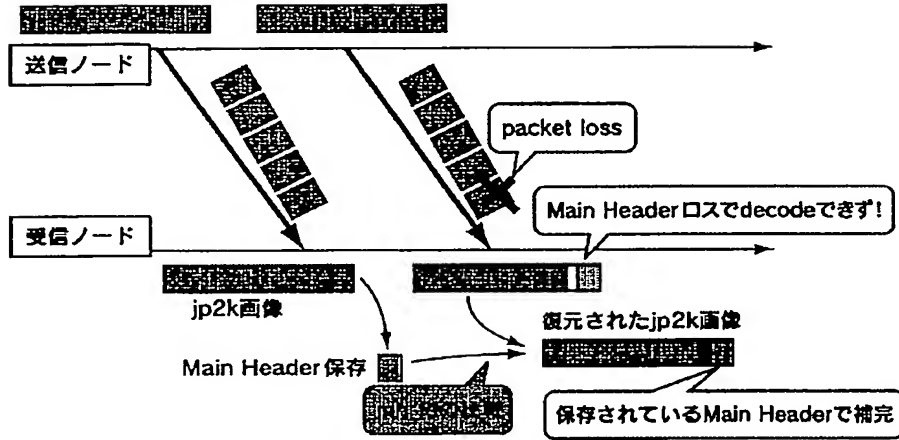 送信ノード
packet loss
Main Headerロスでdecodeできず!
受信ノード
jp2k画像
復元されたjp2k画像
Main Header保存
保存されているMain Headerで補完